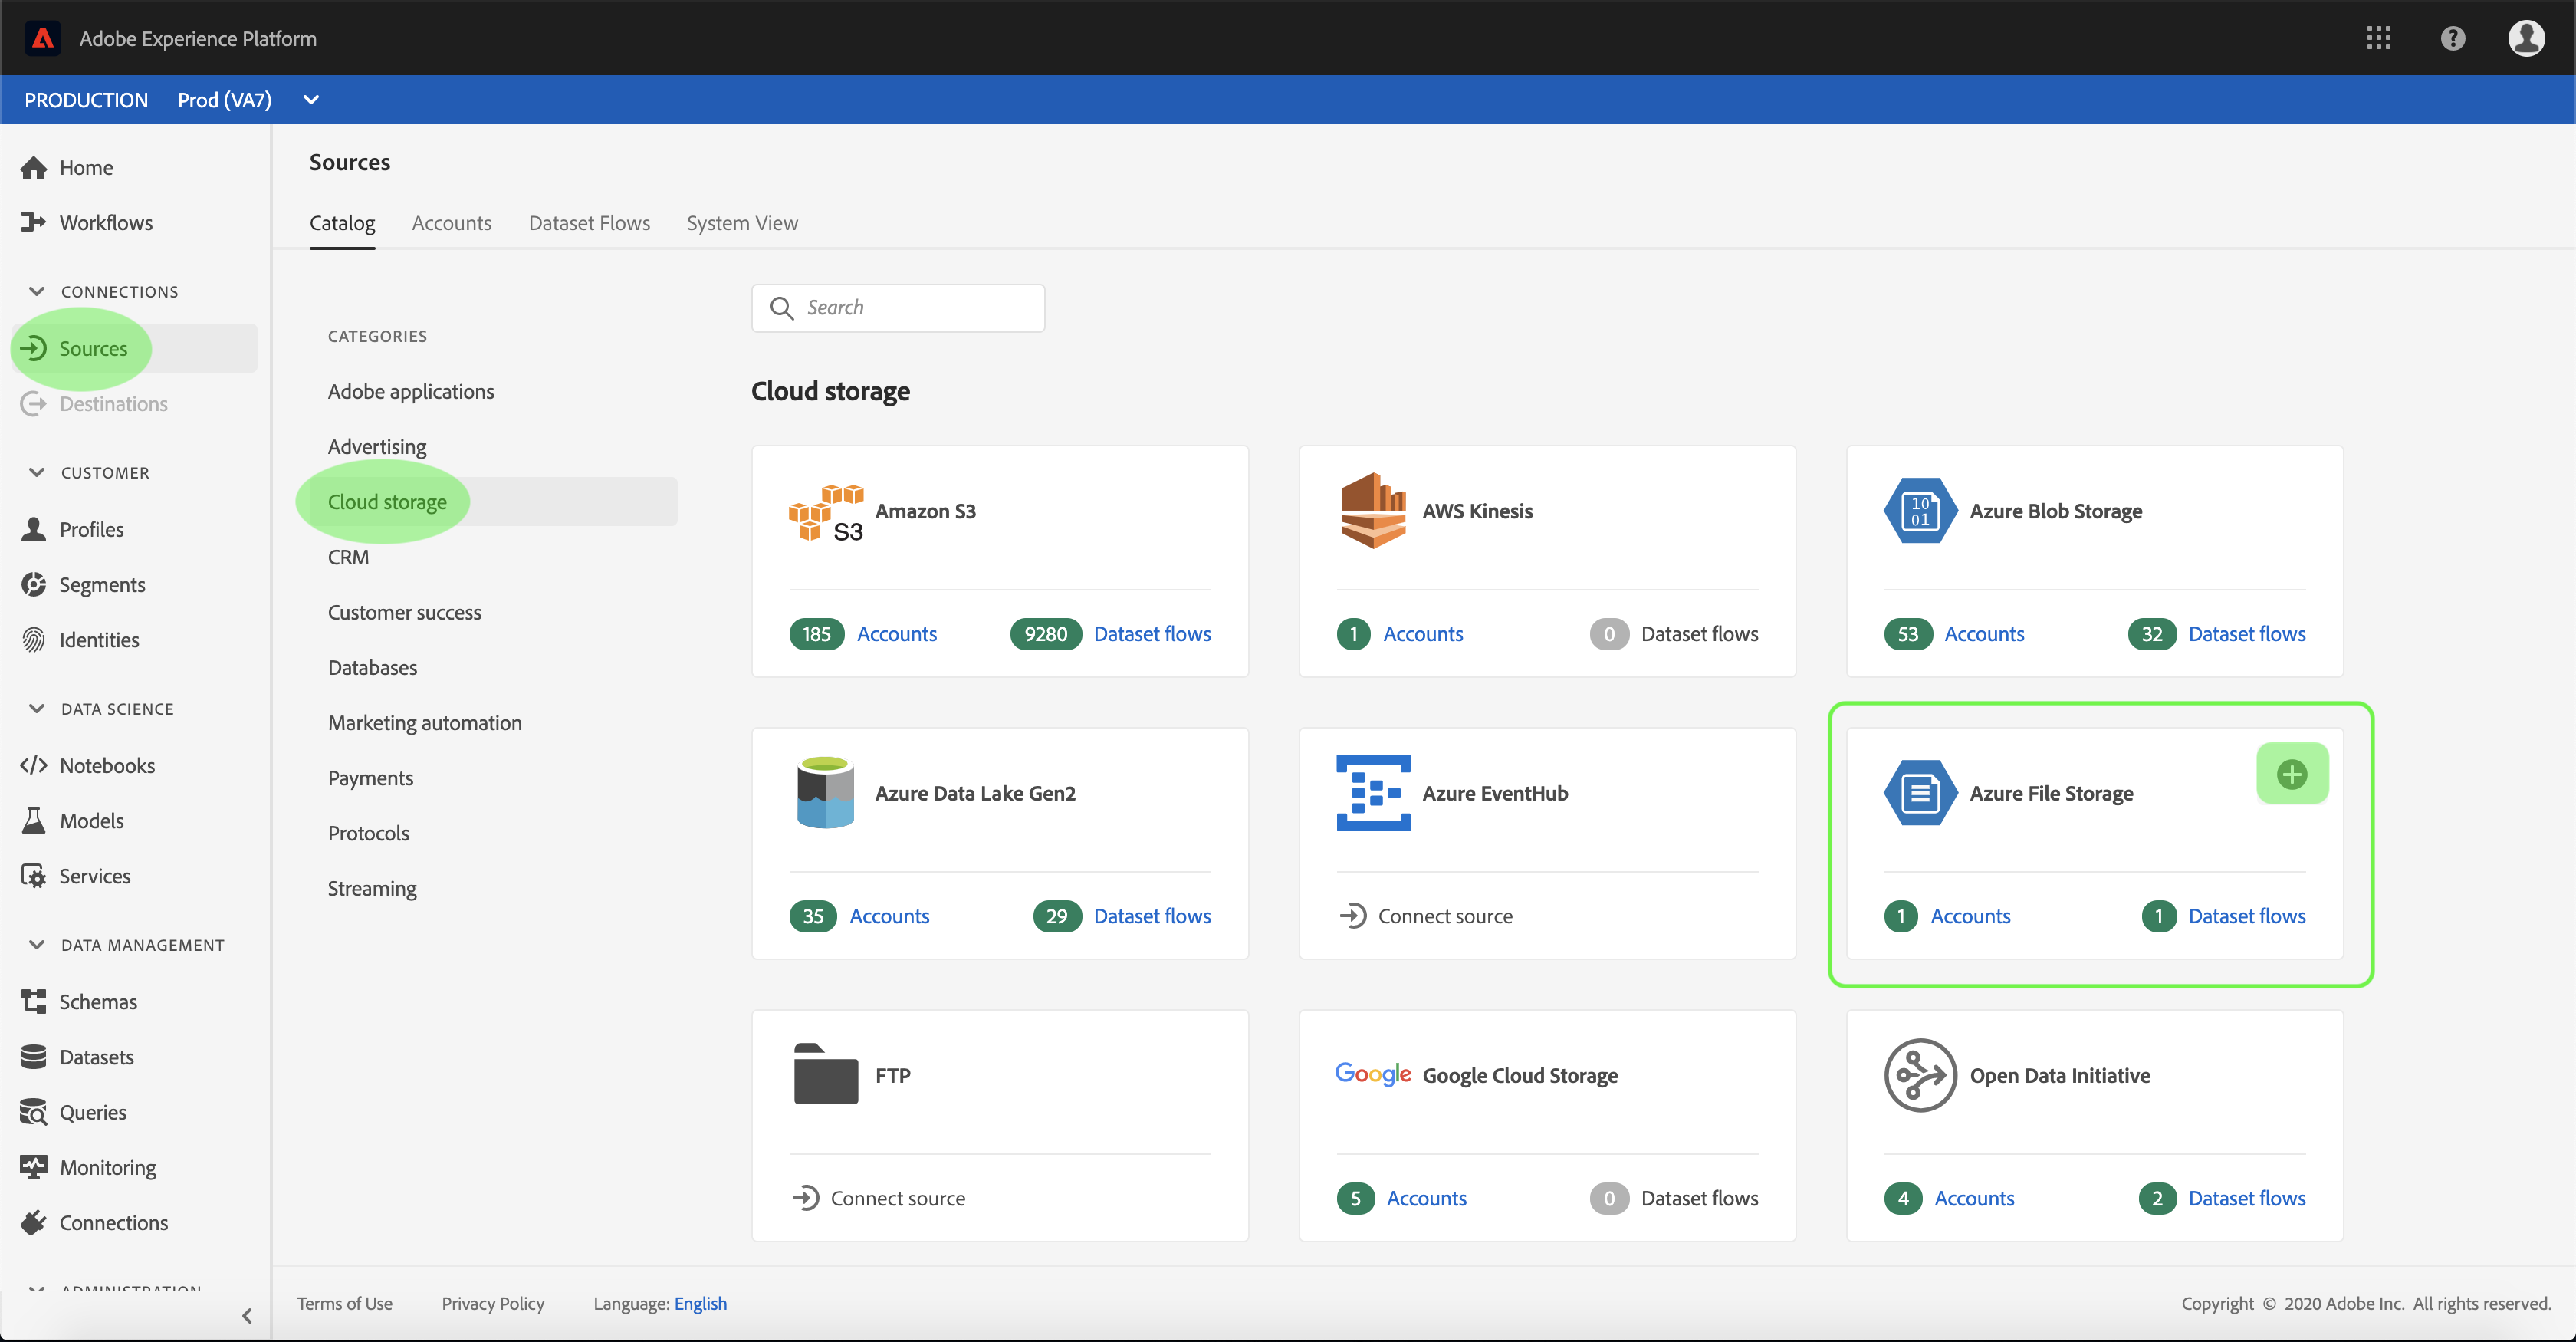 Adobe Experience Platform
PRODUCTION Prod (VA7)
Home
Workflows
CONNECTIONS
Sources
Destinations
CUSTOMER
Profiles
Segments
Identities
DATA SCIENCE
Notebooks
Models
Services
DATA MANAGEMENT
Schemas
Datasets
Queries
Monitoring
Connections
ADMINISTRATION
Sources
Catalog Accounts Dataset Flows System View
CATEGORIES
Adobe applications
Advertising
Cloud storage
CRM
Customer success
Databases
Marketing automation
Payments
Protocols
Streaming
Search
Cloud storage
S3 Amazon S3
185 Accounts 9280 Dataset flows
AWS Kinesis
1 Accounts 0 Dataset flows
10
01
Azure Blob Storage
53 Accounts 32 Dataset flows
Azure Data Lake Gen2
35 Accounts 29 Dataset flows
Azure EventHub
Connect source
Azure File Storage
1 Accounts 1 Dataset flows
FTP
Connect source
Google Google Cloud Storage
5 Accounts 0 Dataset flows
Open Data Initiative
4 Accounts 2 Dataset flows
Terms of Use Privacy Policy Language: English
Copyright © 2020 Adobe Inc. All rights reserved.